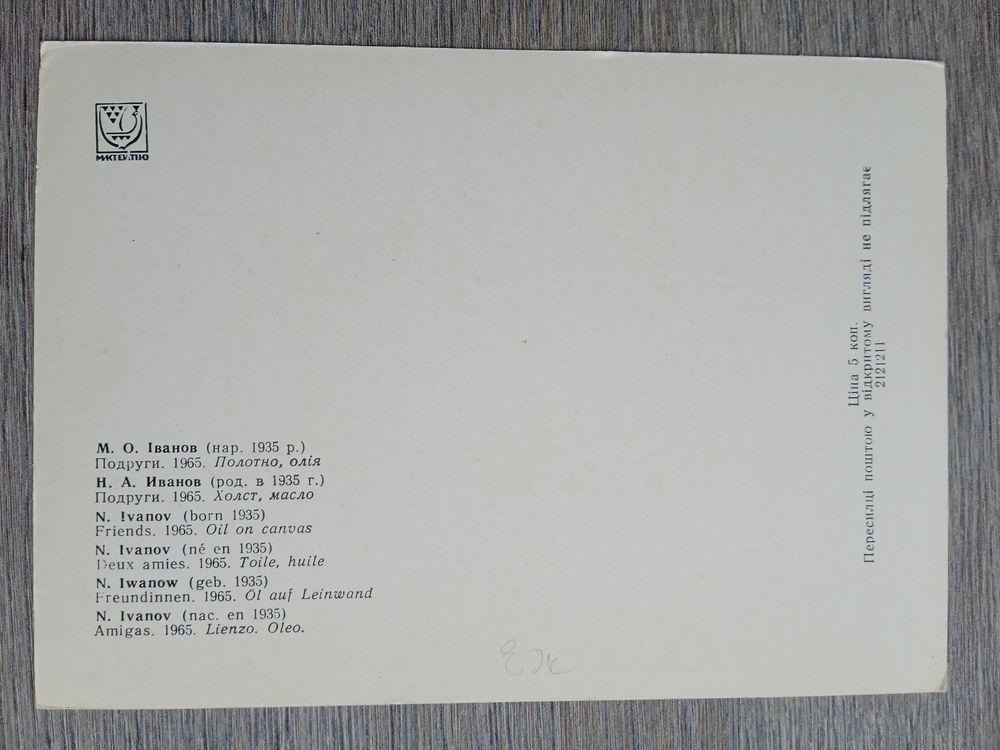 МИСТЕЦТВО
М. О. Іванов (нар. 1935 р.)
Подруги. 1965. Полотно, олія
Н. А. Иванов (род. в 1935 г.)
Подруги. 1965. Холст, масло
N. Ivanov (born 1935)
Friends. 1965. Oil on canvas
N. Ivanov (né en 1935)
Deux amies. 1965. Toile, huile
N. Iwanow (geb. 1935)
Freundinnen. 1965. Öl auf Leinwand
N. Ivanov (nac. en 1935)
Amigas. 1965. Lienzo. Oleo.
Ціна 5 коп.
Пересилці поштою у відкритому вигляді не підлягає
2121211